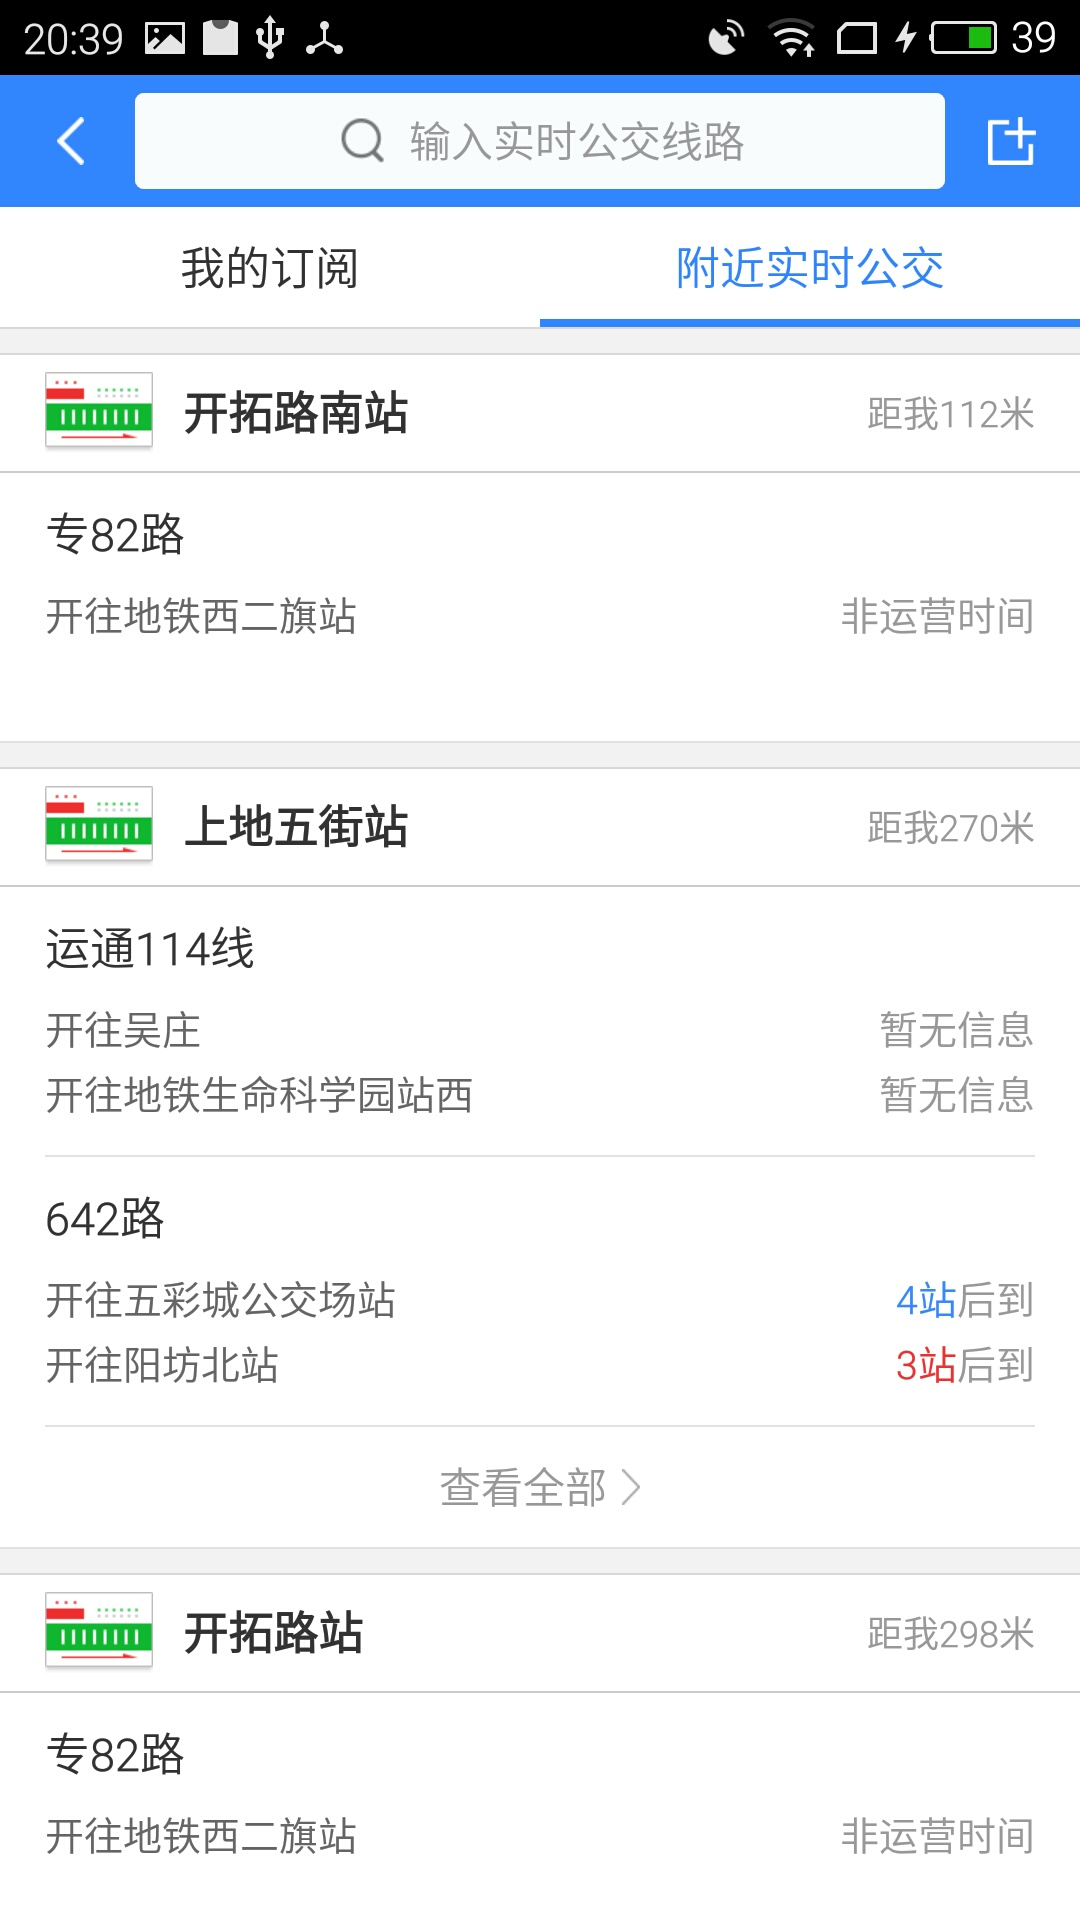 20:39 39
输入实时公交线路
我的订阅 附近实时公交
开拓路南站 距我112米
专82路
开往地铁西二旗站 非运营时间
上地五街站 距我270米
运通114线
开往吴庄 暂无信息
开往地铁生命科学园站西 暂无信息
642路
开往五彩城公交场站 4站后到
开往阳坊北站 3站后到
查看全部
开拓路站 距我298米
专82路
开往地铁西二旗站 非运营时间